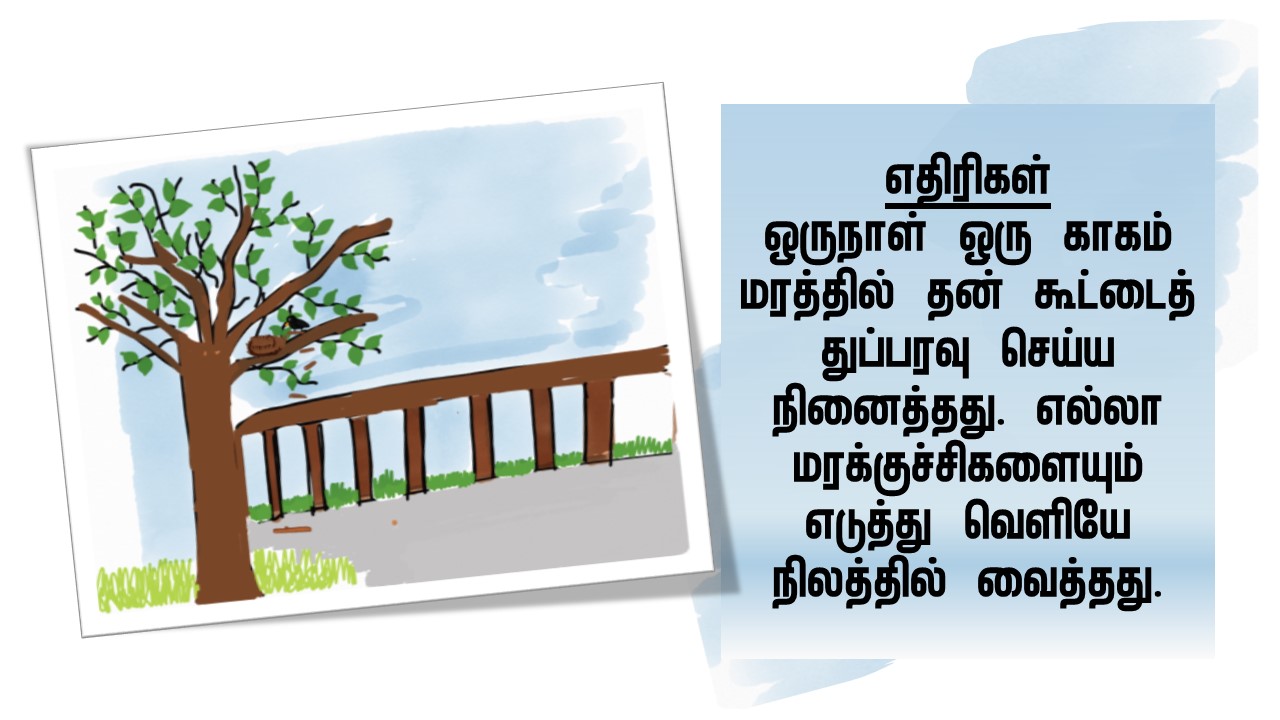 எதிரிகள்
ஒருநாள் ஒரு காகம்
மரத்தில் தன் கூட்டைத்
துப்பரவு செய்ய
நினைத்தது. எல்லா
மரக்குச்சிகளையும்
எடுத்து வெளியே
நிலத்தில் வைத்தது.